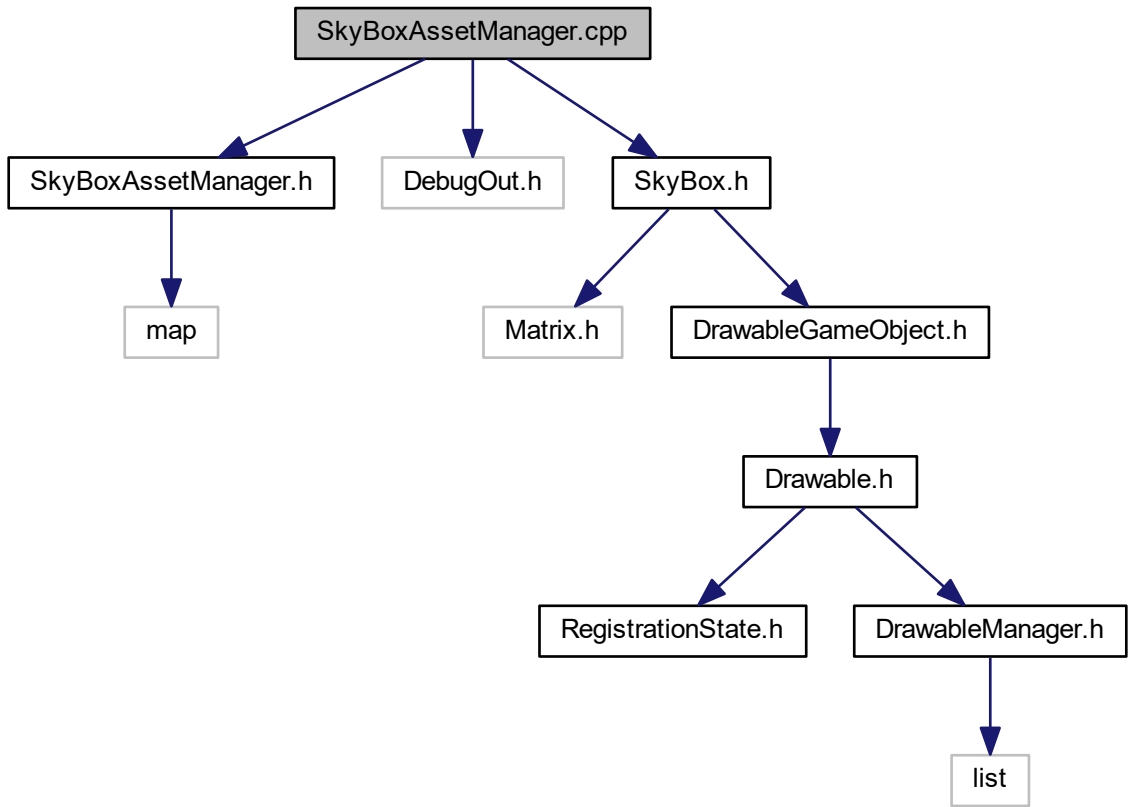 SkyBoxAssetManager.cpp
SkyBoxAssetManager.h
DebugOut.h
SkyBox.h
map
Matrix.h
DrawableGameObject.h
Drawable.h
RegistrationState.h
DrawableManager.h
list